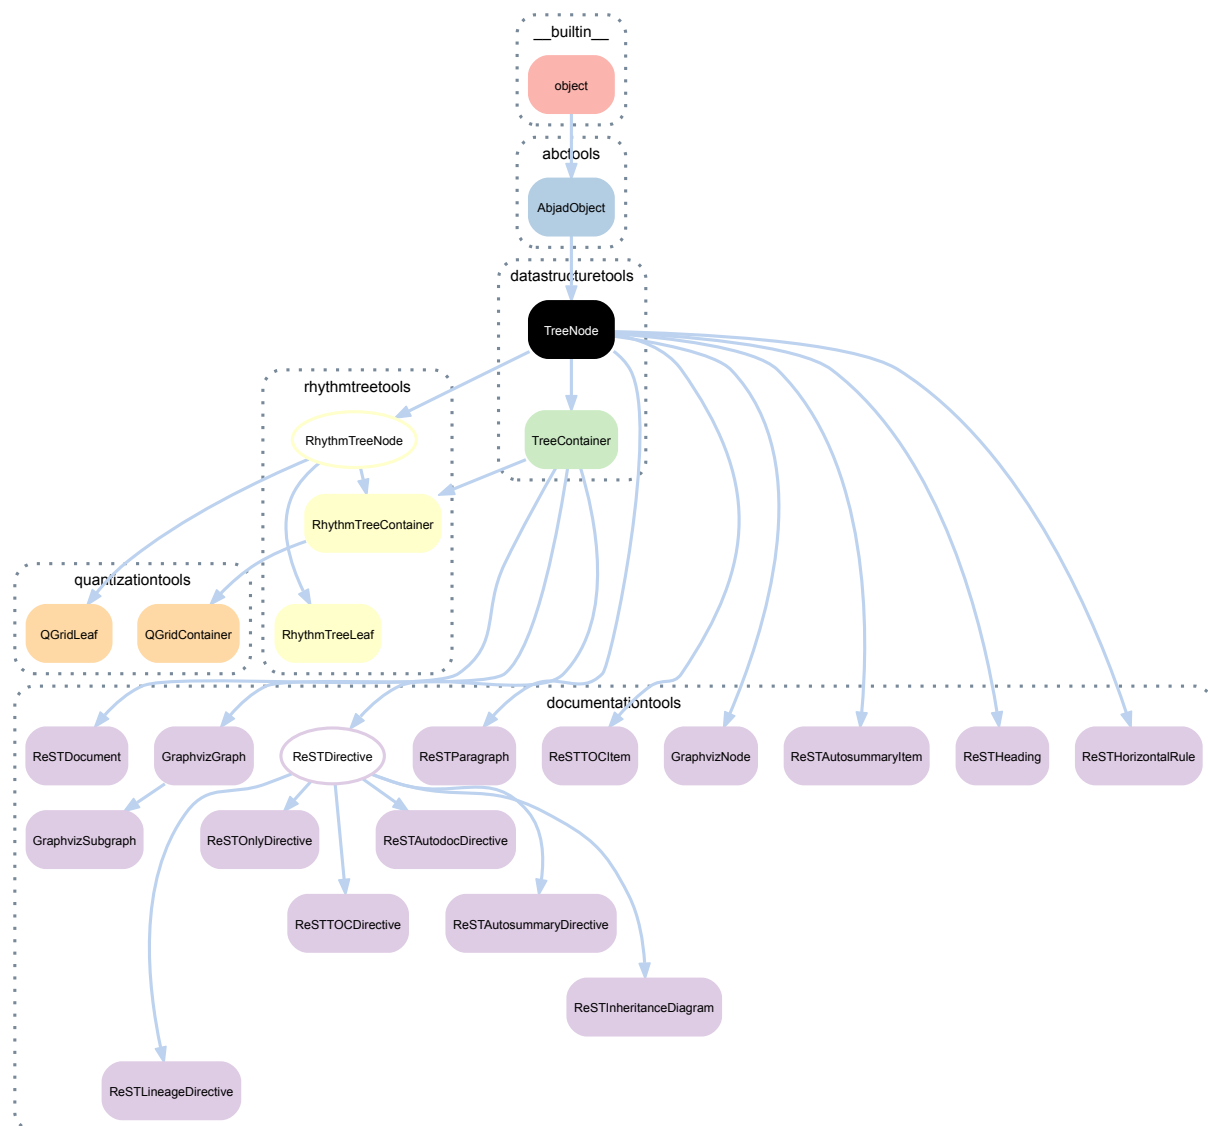 __builtin__
object
abctools
AbjadObject
datastructuretools
TreeNode
rhythmtreetools
RhythmTreeNode
TreeContainer
RhythmTreeContainer
quantizationtools
QGridLeaf
QGridContainer
RhythmTreeLeaf
documentationtools
ReSTDocument
GraphvizGraph
ReSTDirective
ReSTParagraph
ReSTTOCItem
GraphvizNode
ReSTAutosummaryItem
ReSTHeading
ReSTHorizontalRule
GraphvizSubgraph
ReSTOnlyDirective
ReSTAutodocDirective
ReSTTOCDirective
ReSTAutosummaryDirective
ReSTInheritanceDiagram
ReSTLineageDirective